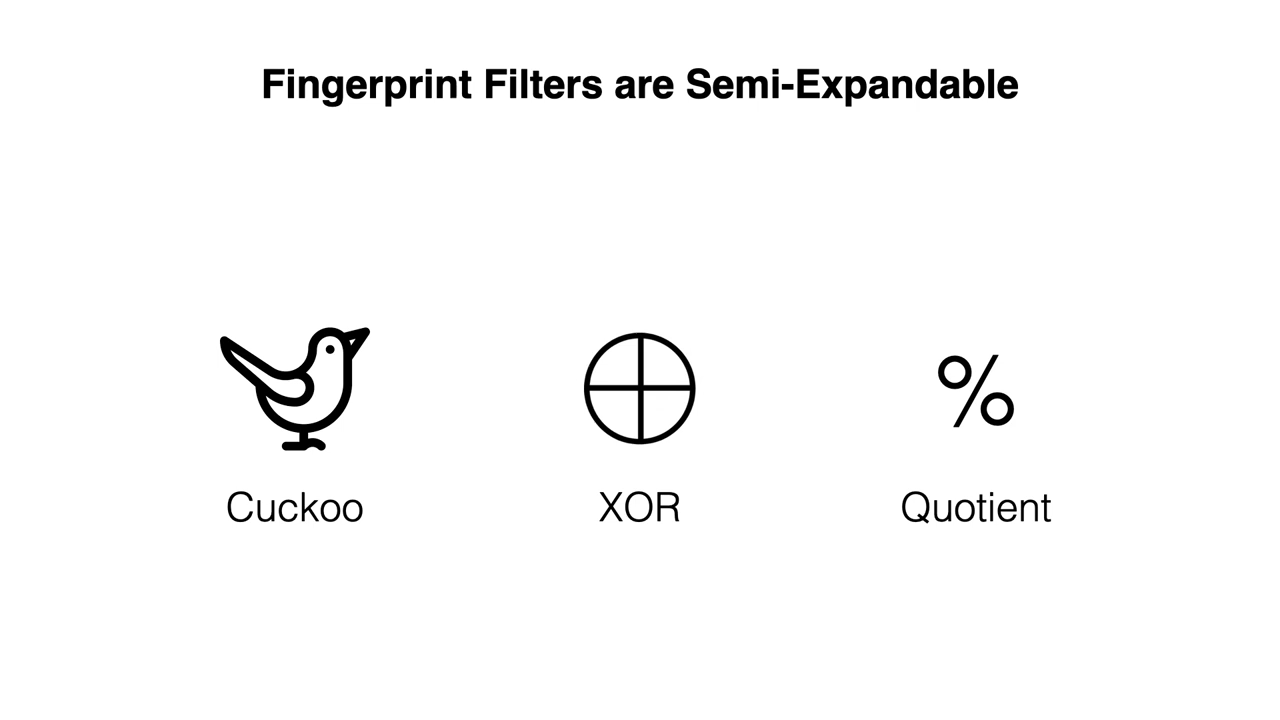 Fingerprint Filters are Semi-Expandable
%
Cuckoo
XOR
Quotient